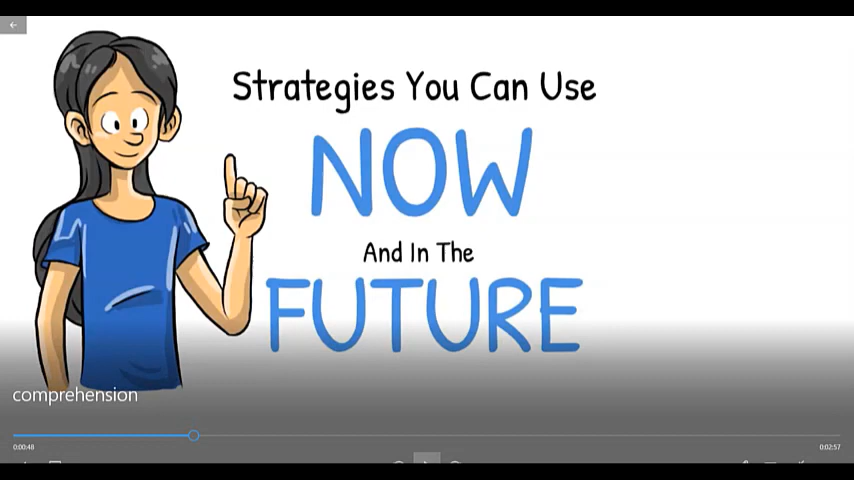 Strategies You Can Use
NOW
And In The
FUTURE
comprehension
0:00:48
0:02:57